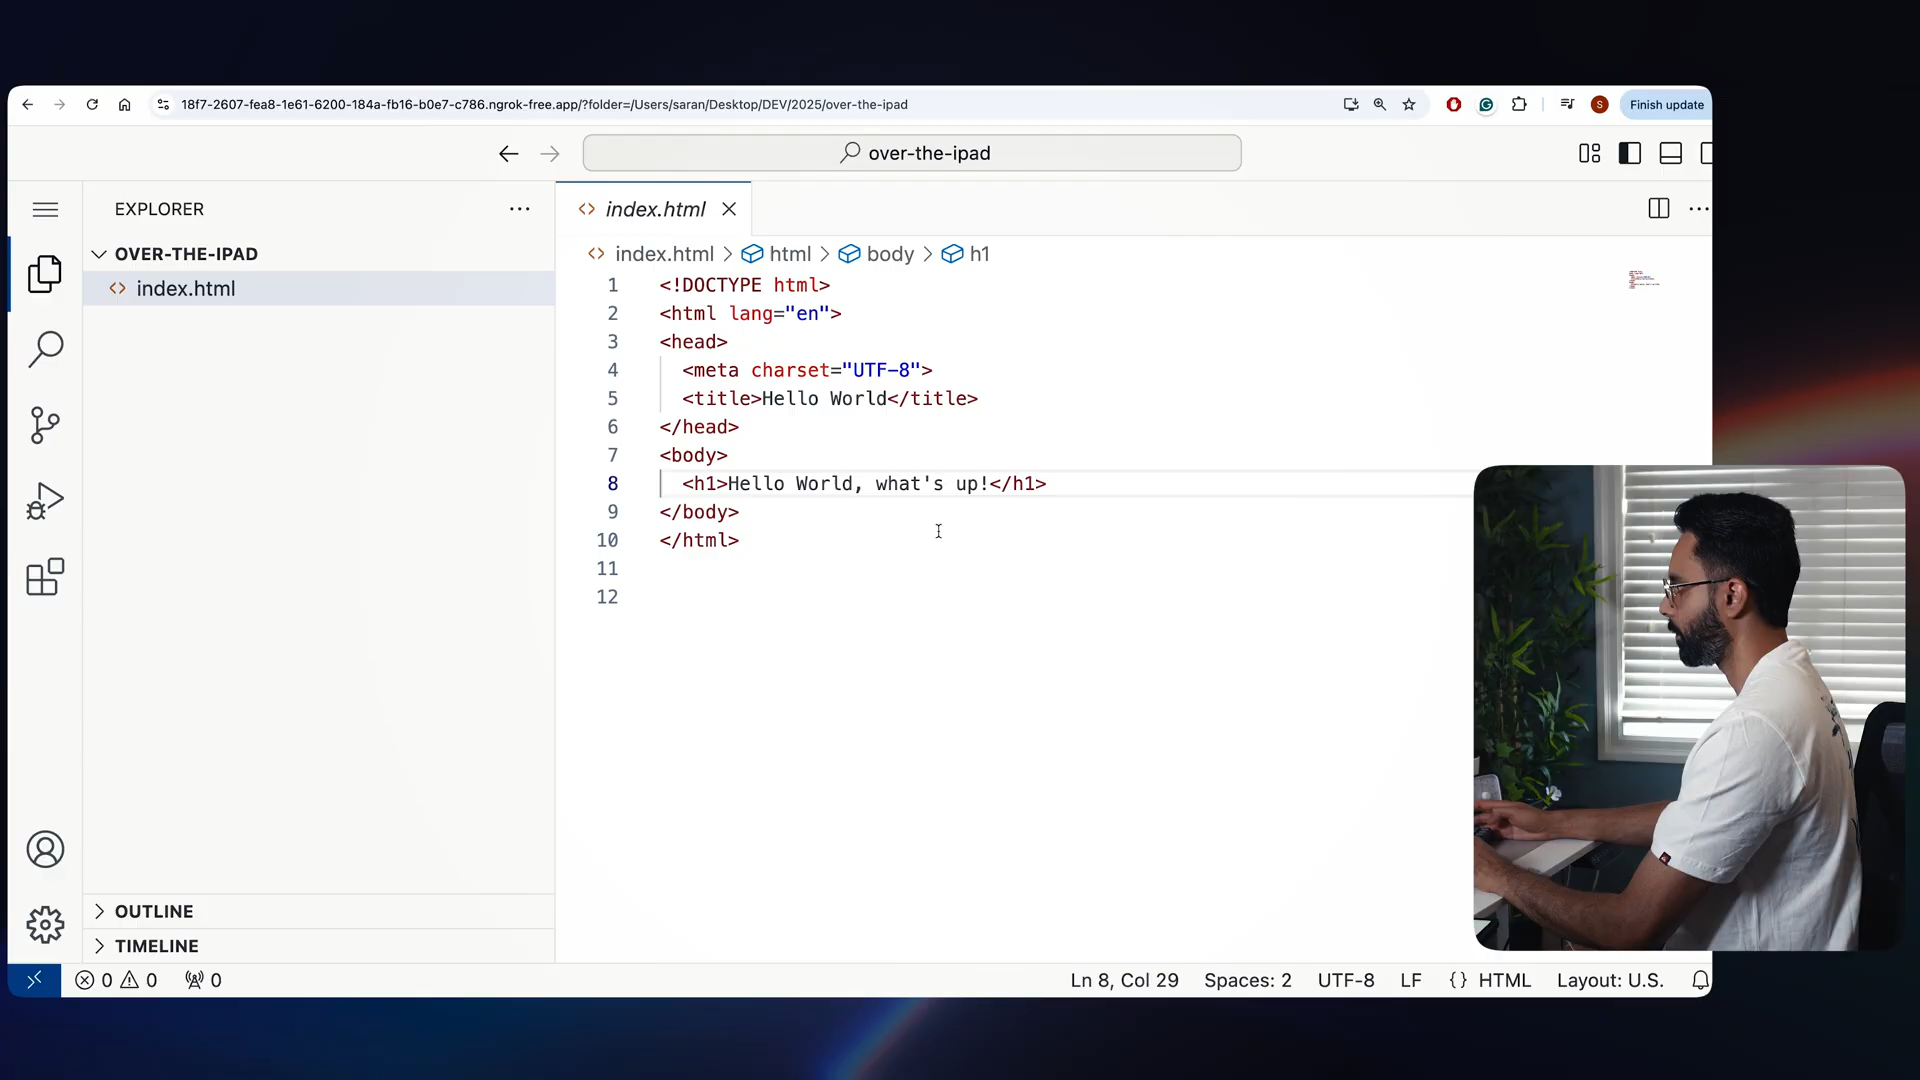 18f7-2607-fea8-1e61-6200-184a-fb16-b0e7-c786.ngrok-free.app/?folder=/Users/saran/Desktop/DEV/2025/over-the-ipad
S
Finish update
over-the-ipad
EXPLORER
index.html
OVER-THE-IPAD
index.html > html > body > h1
index.html
1 <!DOCTYPE html>
2 <html lang="en">
3 <head>
4 <meta charset="UTF-8">
5 <title>Hello World</title>
6 </head>
7 <body>
8 <h1>Hello World, what's up!</h1>
9 </body>
10 </html>
11
12
OUTLINE
TIMELINE
0 0 0
Ln 8, Col 29 Spaces: 2 UTF-8 LF {} HTML Layout: U.S.